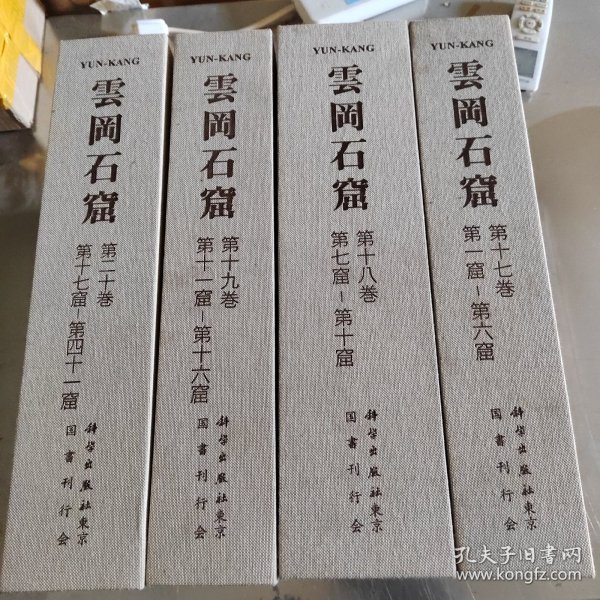 YUN-KANG
雲岡石窟
第二十巻
第十七窟－第四十一窟
科学出版社東京
国書刊行会
YUN-KANG
雲岡石窟
第十九巻
第十一窟－第十六窟
科学出版社東京
国書刊行会
YUN-KANG
雲岡石窟
第十八巻
第七窟－第十窟
科学出版社東京
国書刊行会
YUN-KANG
雲岡石窟
第十七巻
第一窟－第六窟
科学出版社東京
国書刊行会
孔夫子旧书网
www.kongfz.com